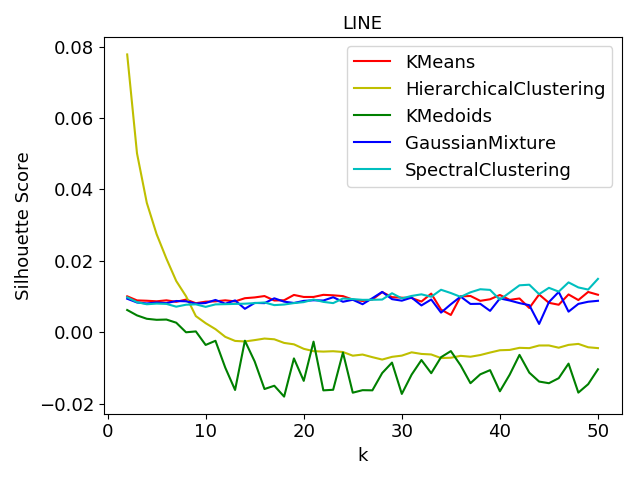 LINE
Silhouette Score
0.08
0.06
0.04
0.02
0.00
−0.02
KMeans
HierarchicalClustering
KMedoids
GaussianMixture
SpectralClustering
0 10 20 30 40 50
k